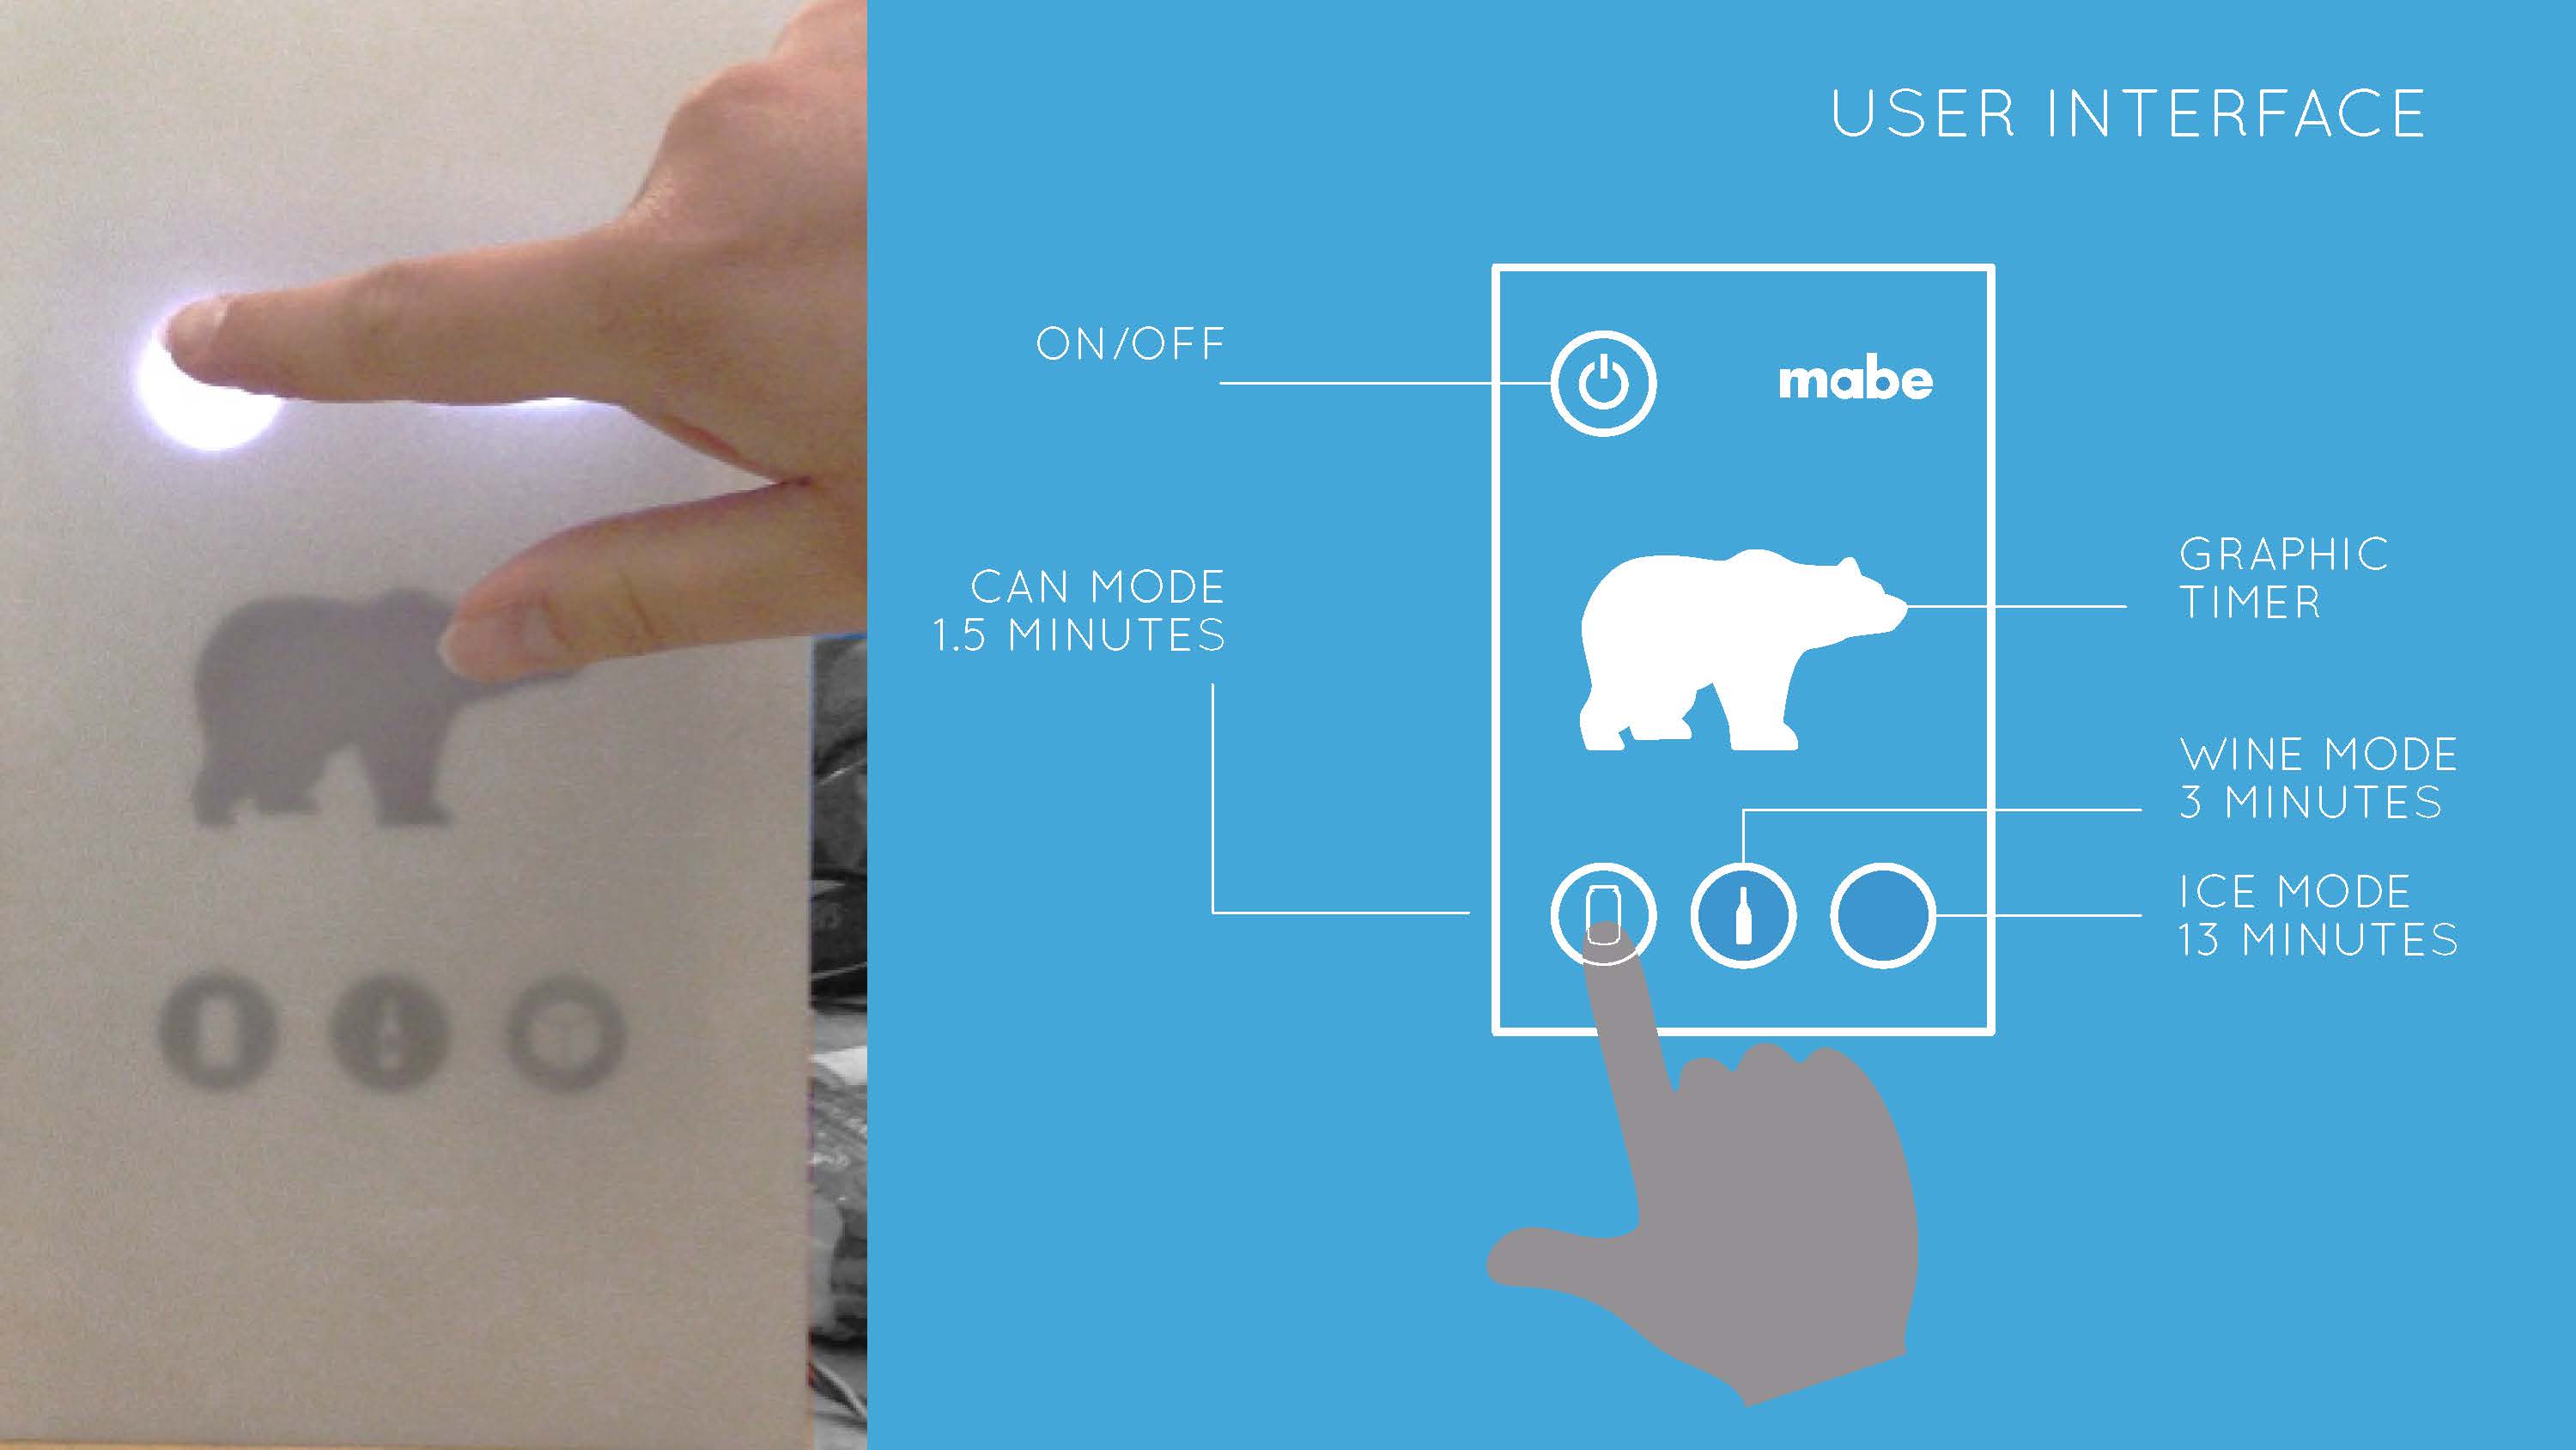 USER INTERFACE
ON/OFF
mabe
CAN MODE
1.5 MINUTES
GRAPHIC
TIMER
WINE MODE
3 MINUTES
ICE MODE
13 MINUTES